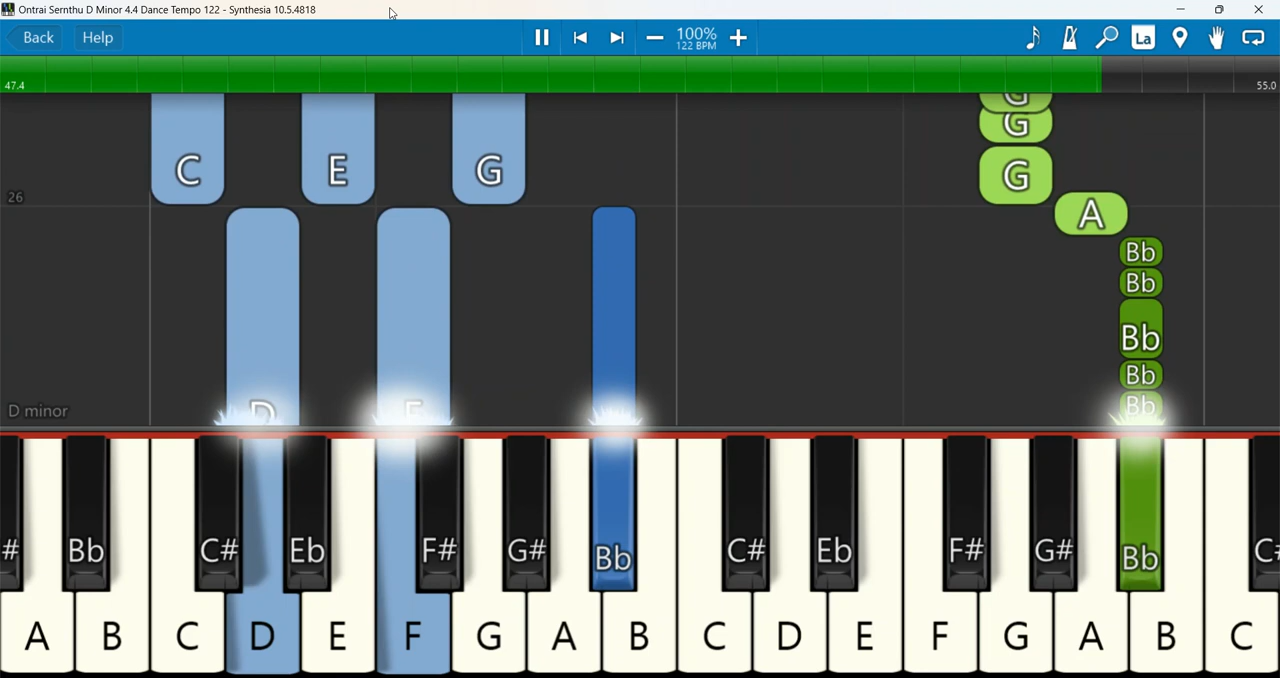 Ontrai Sernthu D Minor 4.4 Dance Tempo 122 - Synthesia 10.5.4818
Back Help 100% La
122 BPM
47.4 55.0
G
G
C E G G
26
A
Bb
Bb
Bb
Bb
D minor D F Bb
# Bb C# Eb F# G# Bb C# Eb F# G# Bb C#
A B C D E F G A B C D E F G A B C